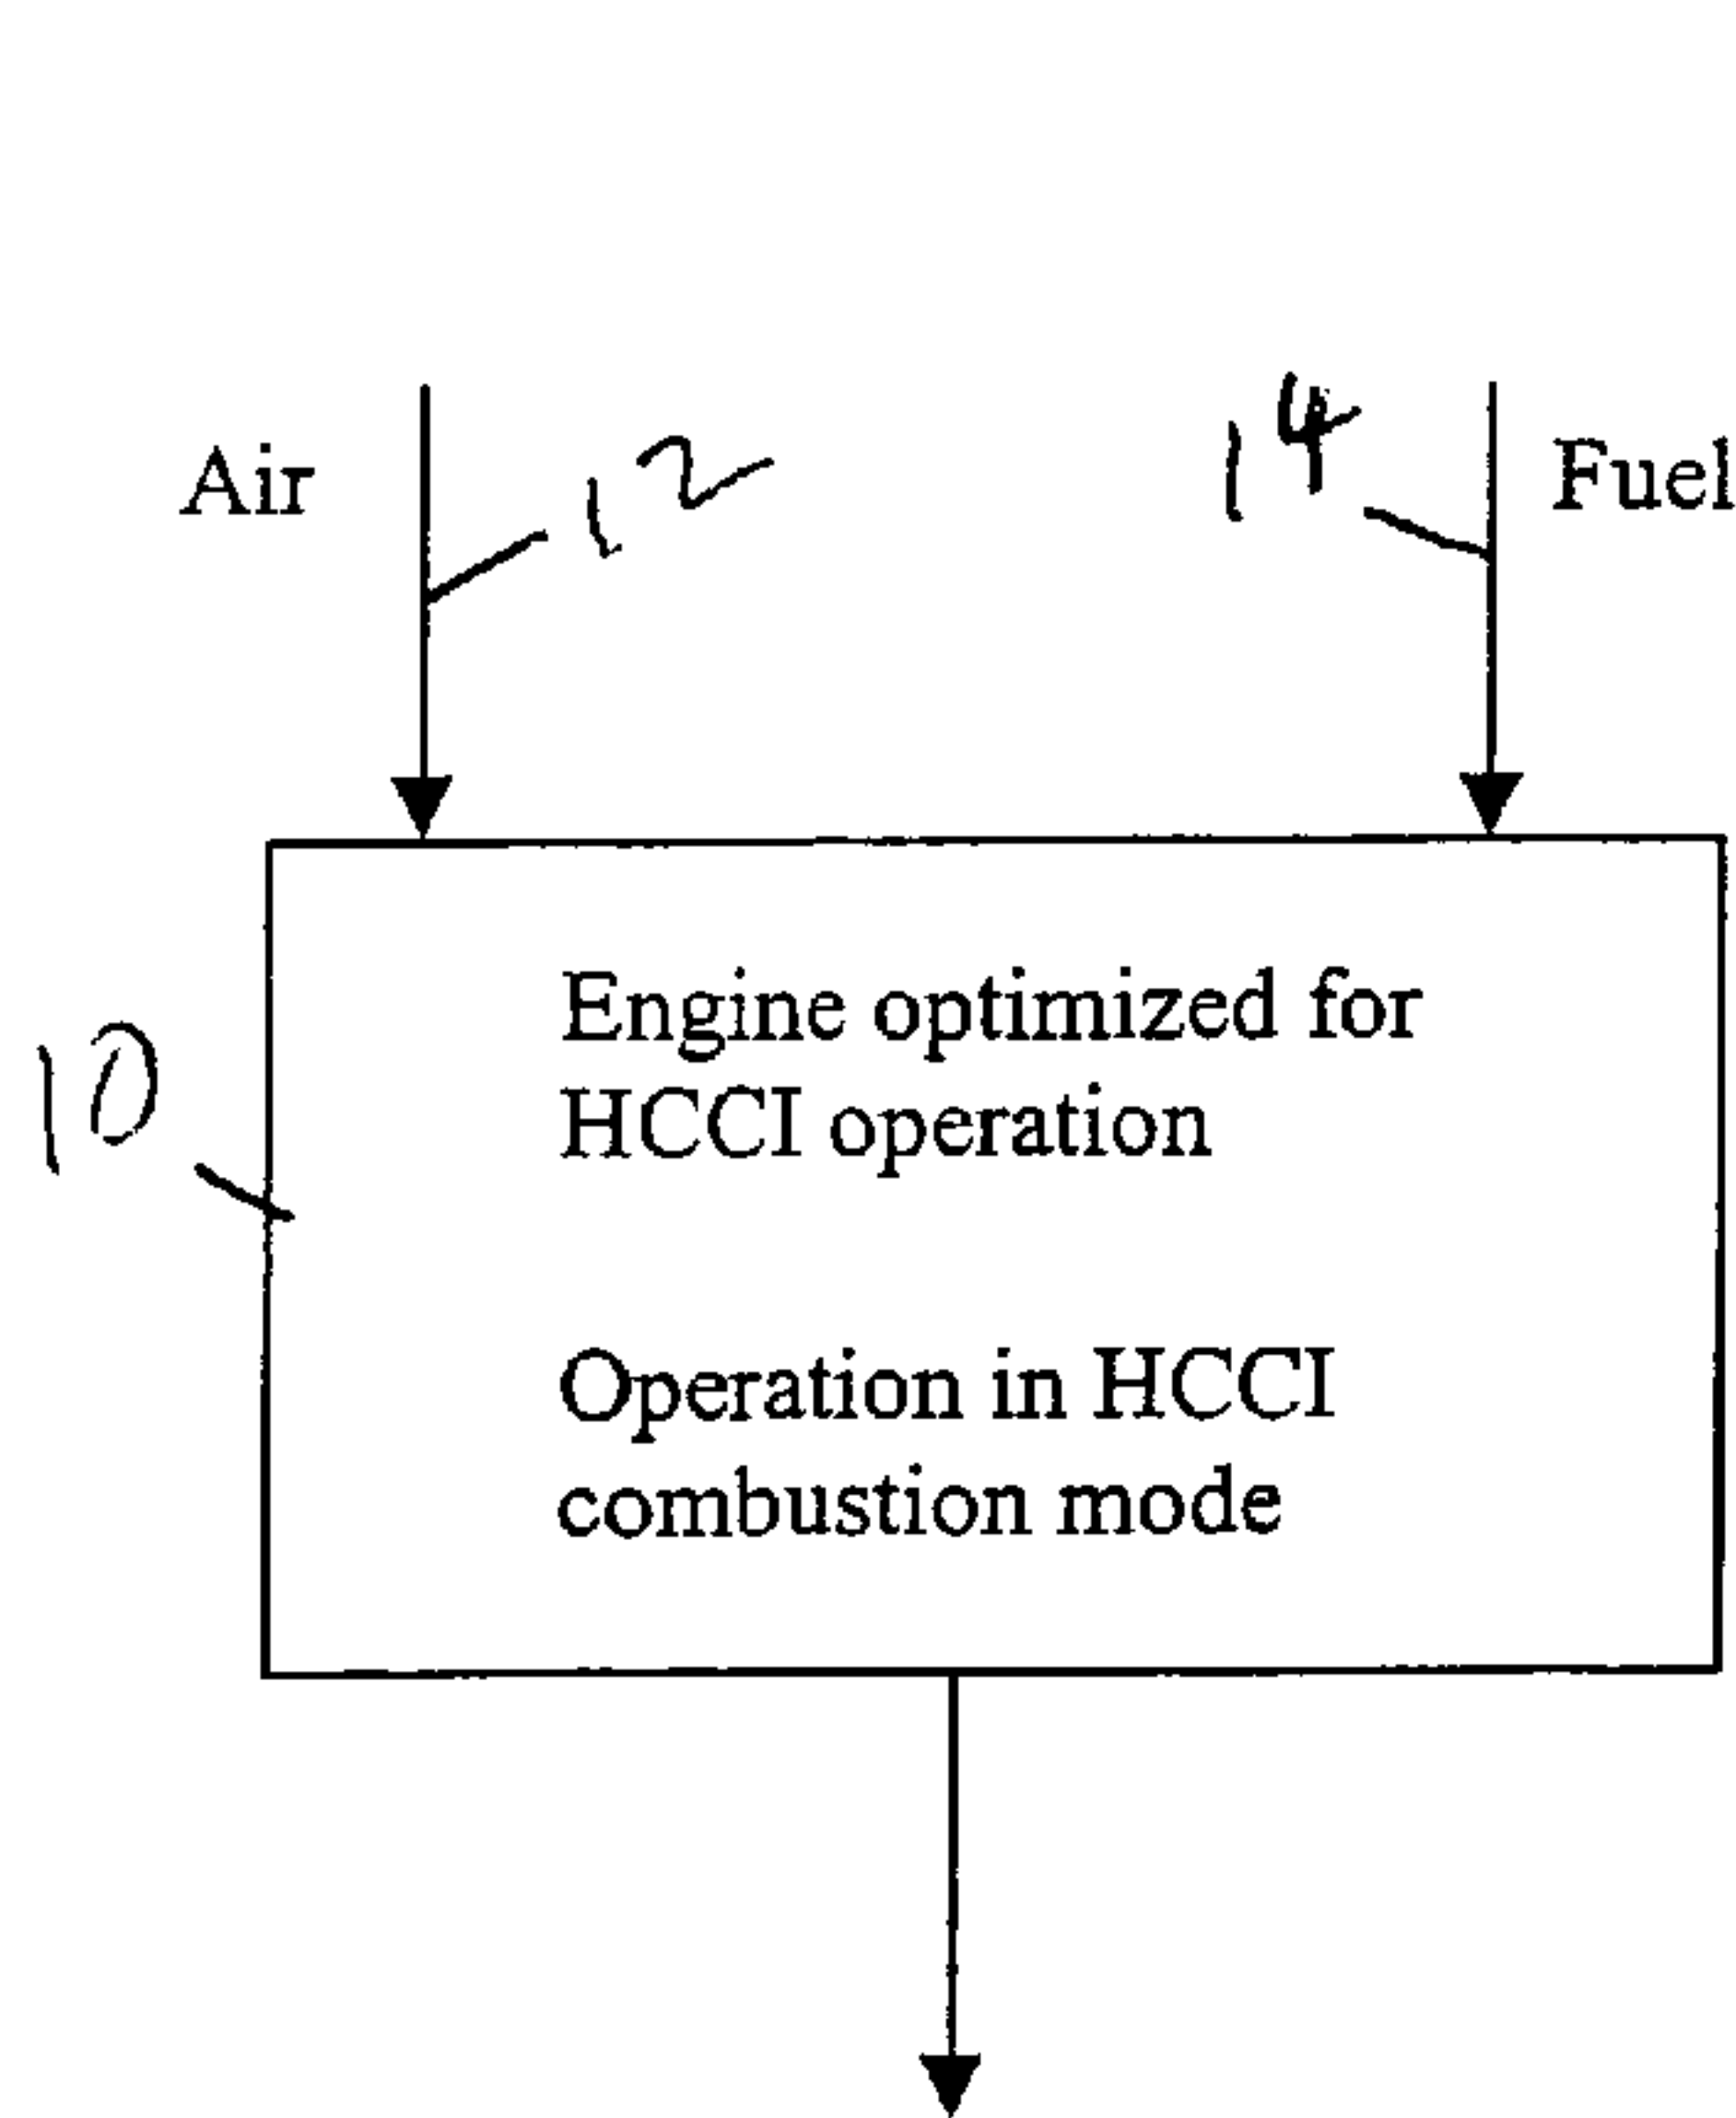 Air
12
14
Fuel
10
Engine optimized for
HCCI operation
Operation in HCCI
combustion mode